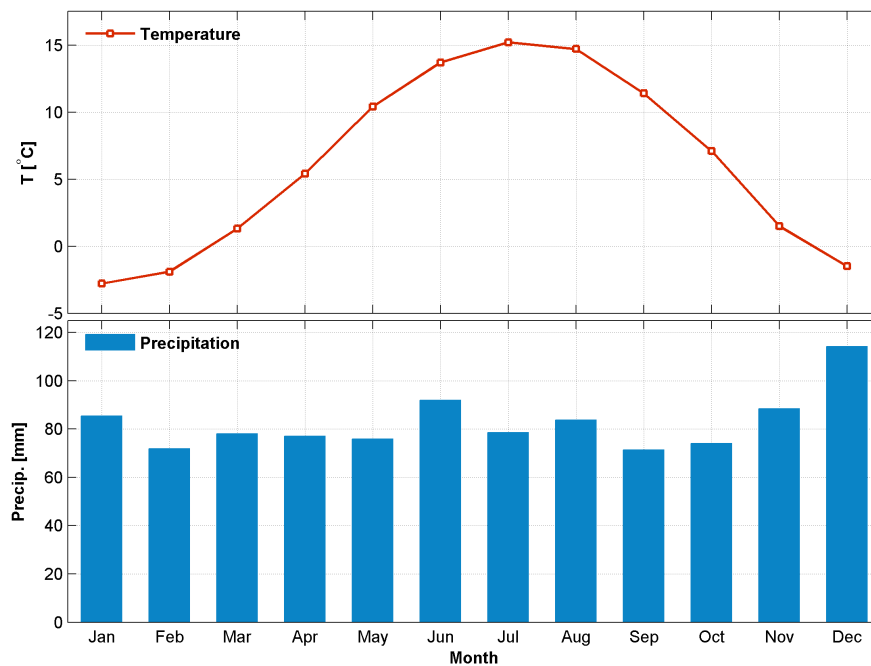 Temperature
15
10
5
0
-5
T [°C]
Precipitation
120
100
80
60
40
20
0
Precip. [mm]
Jan Feb Mar Apr May Jun Jul Aug Sep Oct Nov Dec
Month